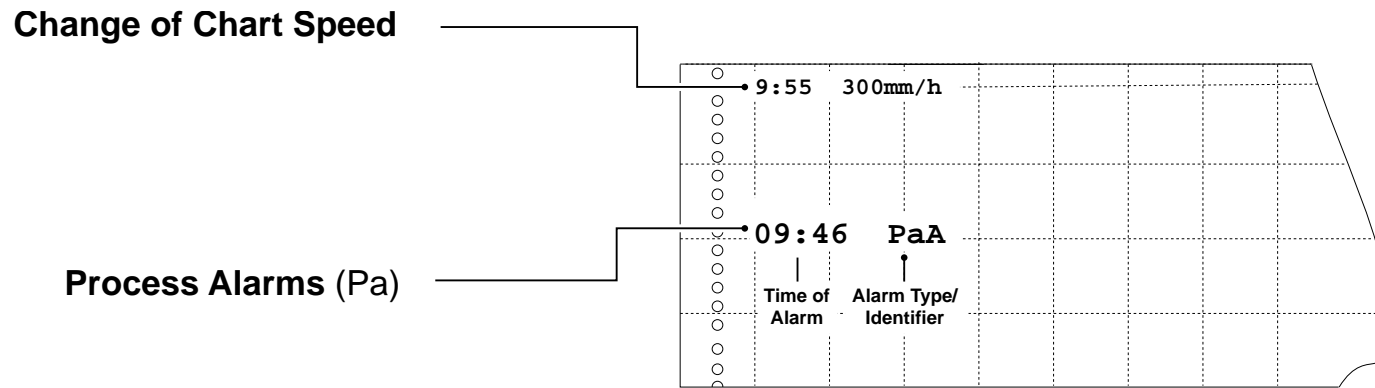 Change of Chart Speed
9:55 300mm/h
09:46 PaA
Process Alarms (Pa)
Time of
Alarm
Alarm Type/
Identifier